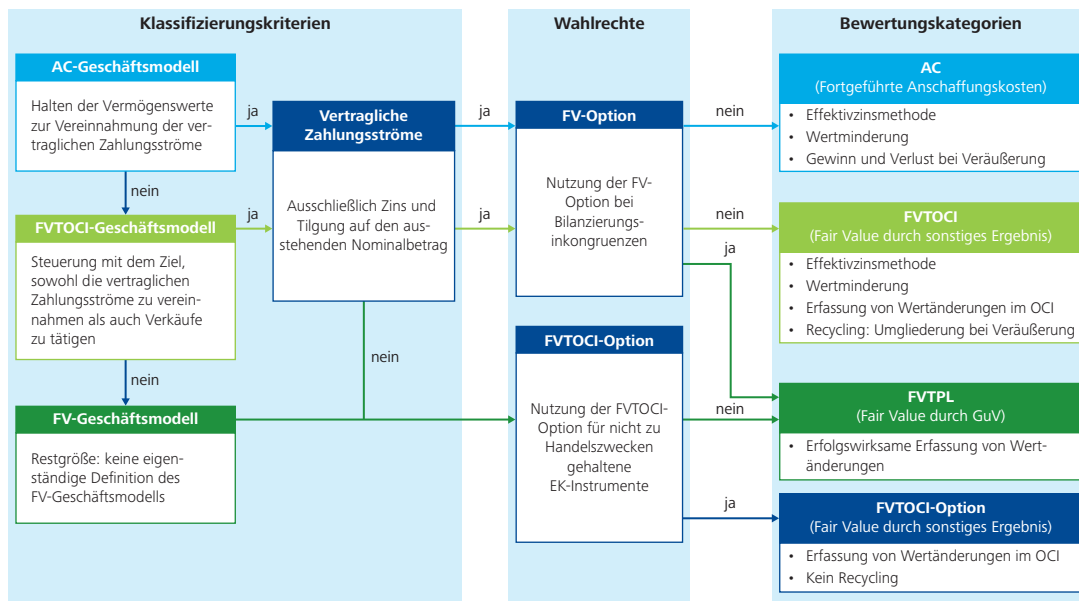 Klassifizierungskriterien
Wahlrechte
Bewertungskategorien
AC-Geschäftsmodell
Halten der Vermögenswerte
zur Vereinnahmung der ver-
traglichen Zahlungsströme
ja
nein
FVTOCI-Geschäftsmodell
Steuerung mit dem Ziel,
sowohl die vertraglichen
Zahlungsströme zu verein-
nahmen als auch Verkäufe
zu tätigen
ja
nein
FV-Geschäftsmodell
Restgröße: keine eigen-
ständige Definition des
FV-Geschäftsmodells
Vertragliche
Zahlungsströme
Ausschließlich Zins und
Tilgung auf den aus-
stehenden Nominalbetrag
ja
ja
nein
FV-Option
Nutzung der FV-
Option bei
Bilanzierungs-
inkongruenzen
nein
nein
ja
FVTOCI-Option
Nutzung der FVTOCI-
Option für nicht zu
Handelszwecken
gehaltene
EK-Instrumente
nein
ja
AC
(Fortgeführte Anschaffungskosten)
• Effektivzinsmethode
• Wertminderung
• Gewinn und Verlust bei Veräußerung
FVTOCI
(Fair Value durch sonstiges Ergebnis)
• Effektivzinsmethode
• Wertminderung
• Erfassung von Wertänderungen im OCI
• Recycling: Umgliederung bei Veräußerung
FVTPL
(Fair Value durch GuV)
• Erfolgswirksame Erfassung von Wert-
änderungen
FVTOCI-Option
(Fair Value durch sonstiges Ergebnis)
• Erfassung von Wertänderungen im OCI
• Kein Recycling